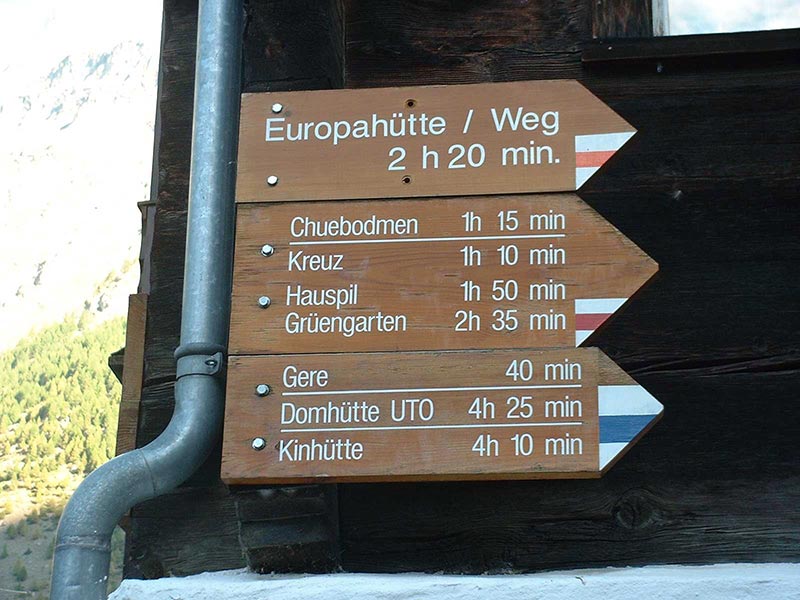 Europahütte / Weg
2 h 20 min.
Chuebodmen 1h 15 min
Kreuz 1h 10 min
Hauspil 1h 50 min
Grüengarten 2h 35 min
Gere 40 min
Domhütte UTO 4h 25 min
Kinhütte 4h 10 min